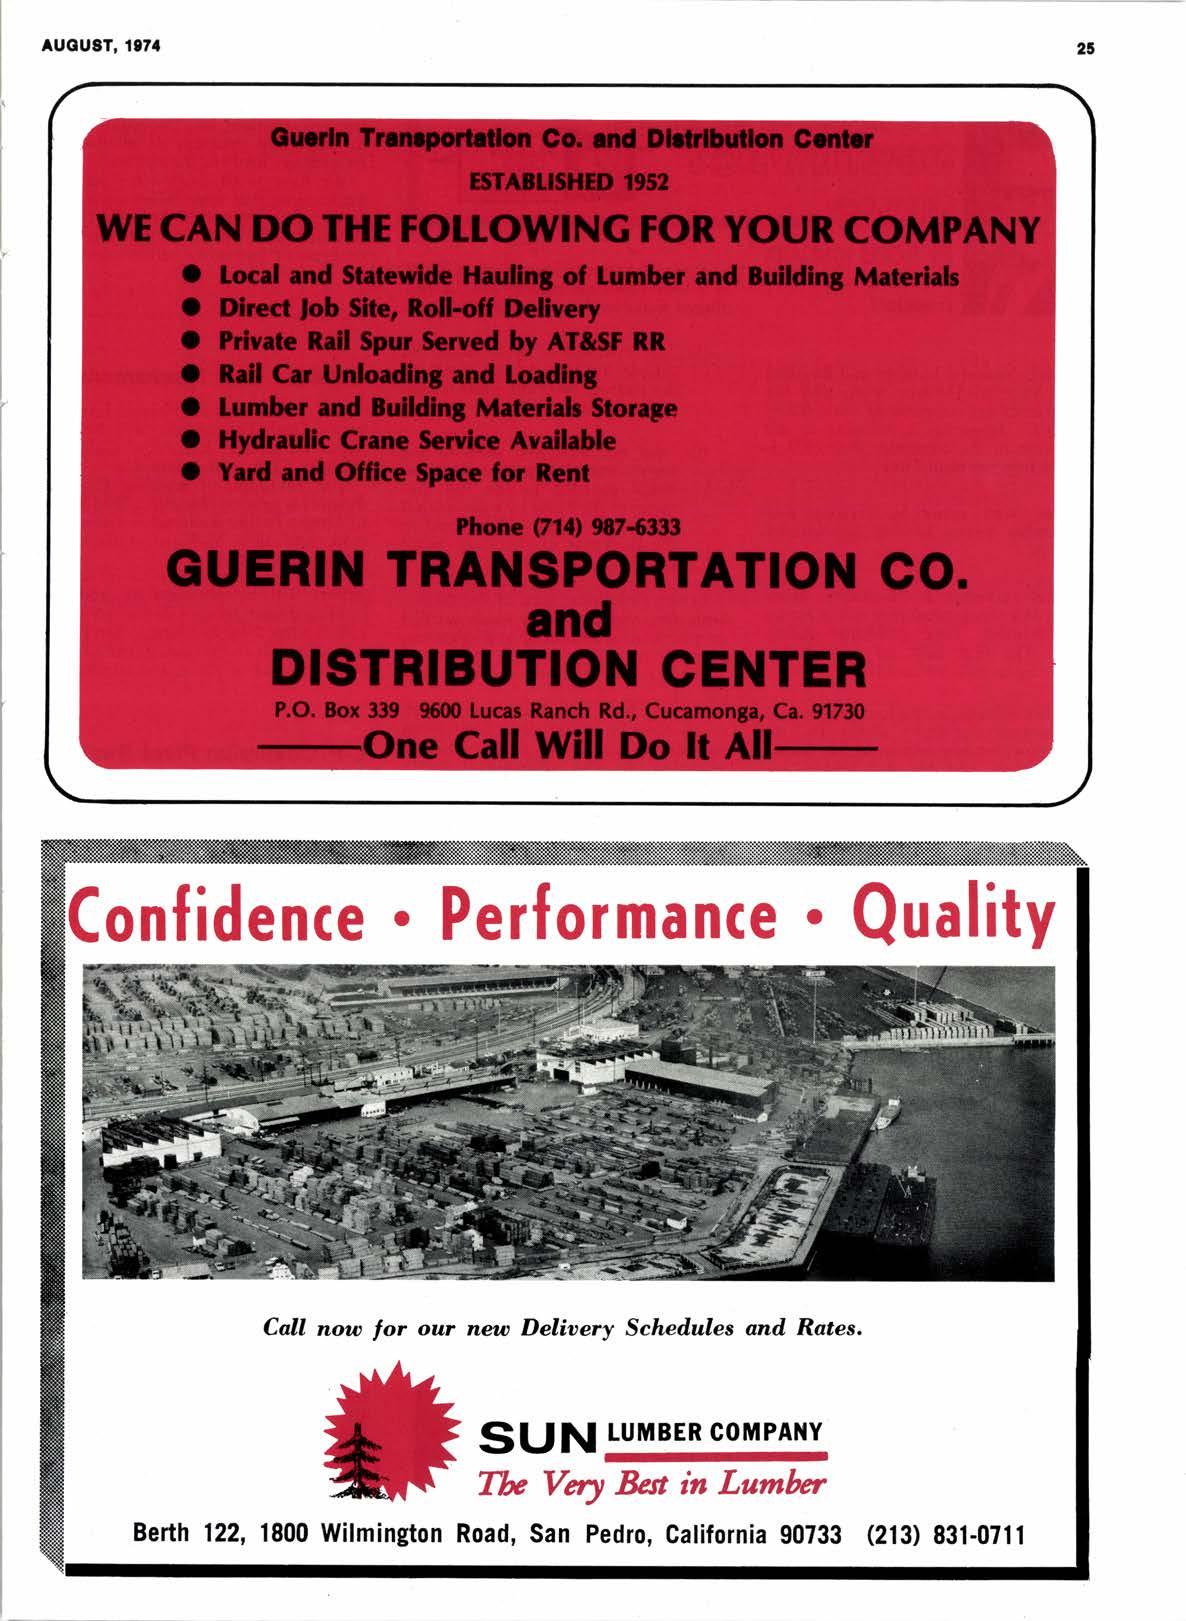 AUGUST, 1974
25
Guerin Transportation Co. and Distribution Center
ESTABLISHED 1952
WE CAN DO THE FOLLOWING FOR YOUR COMPANY
● Local and Statewide Hauling of Lumber and Building Materials
● Direct Job Site, Roll-off Delivery
● Private Rail Spur Served by AT&SF RR
● Rail Car Unloading and Loading
● Lumber and Building Materials Storage
● Hydraulic Crane Service Available
● Yard and Office Space for Rent
Phone (714) 987-6333
GUERIN TRANSPORTATION CO.
and
DISTRIBUTION CENTER
P.O. Box 339 9600 Lucas Ranch Rd., Cucamonga, Ca. 91730
One Call Will Do It All
Confidence • Performance • Quality
Call now for our new Delivery Schedules and Rates.
SUN LUMBER COMPANY
The Very Best in Lumber
Berth 122, 1800 Wilmington Road, San Pedro, California 90733 (213) 831-0711